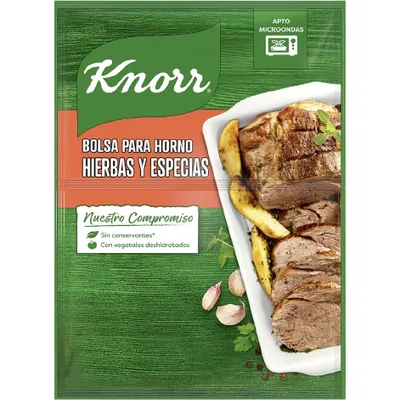 APTO
MICROONDAS
Knorr
BOLSA PARA HORNO
HIERBAS Y ESPECIAS
Nuestro Compromiso
Sin conservantes*
Con vegetales deshidratados